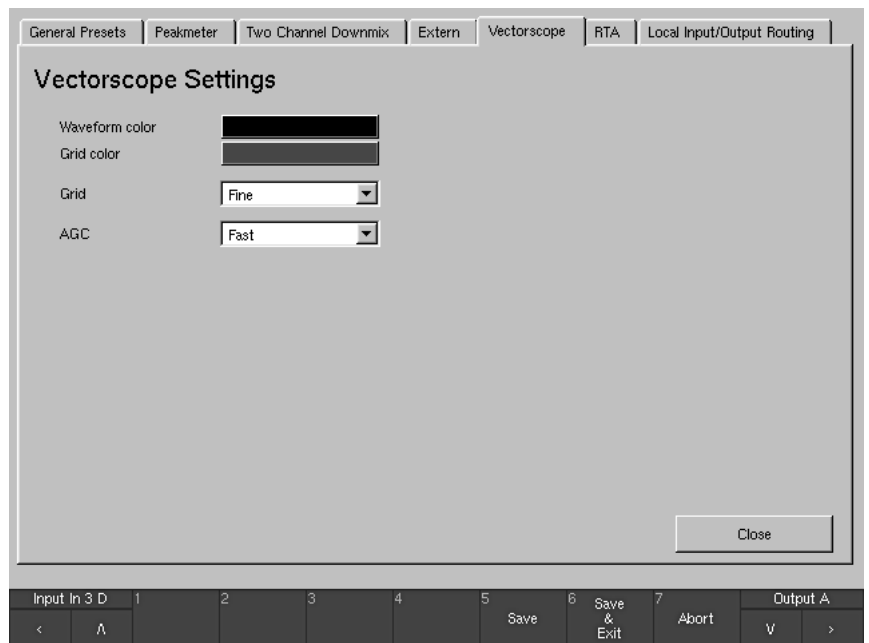 General Presets Peakmeter Two Channel Downmix Extern Vectorscope RTA Local Input/Output Routing
Vectorscope Settings
Waveform color
Grid color
Grid Fine
AGC Fast
Close
Input In 3 D 1 2 3 4 5 6 7 Output A
< Λ Save Save & Exit Abort V >